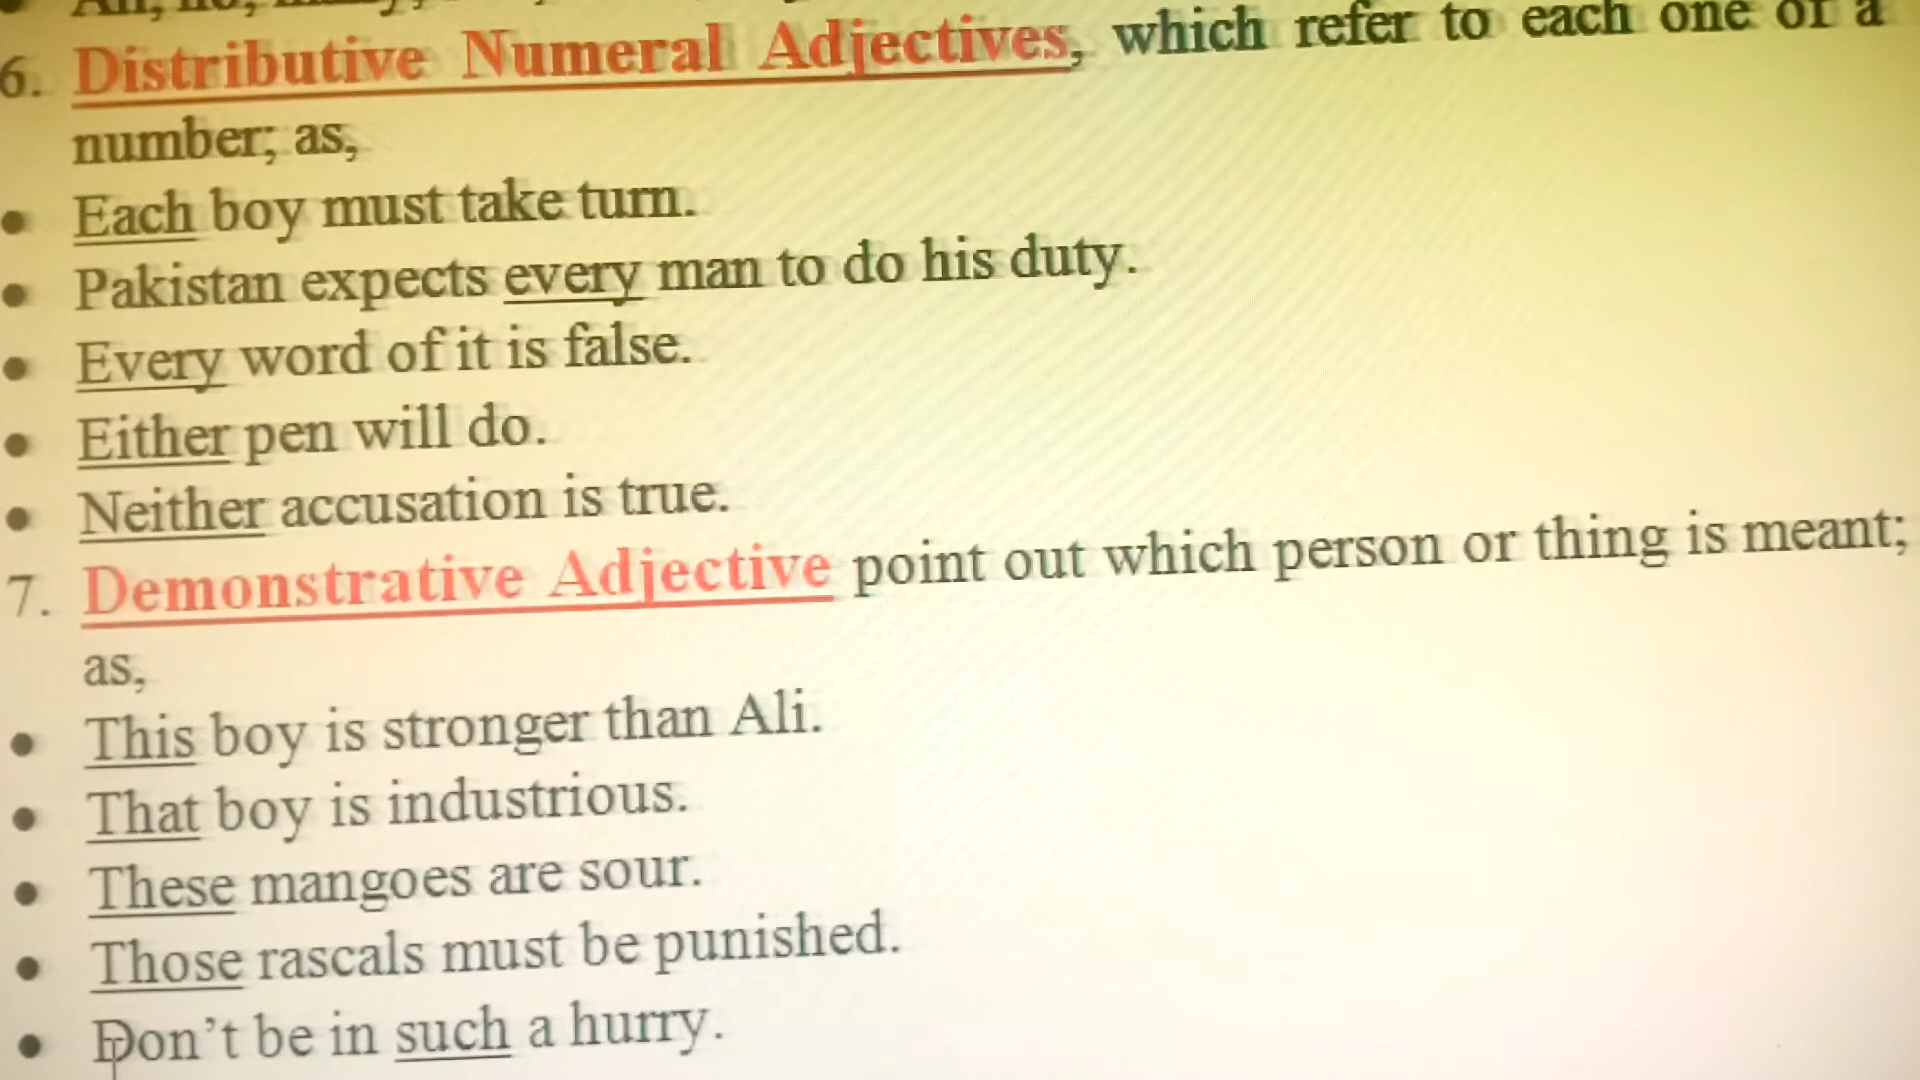 All, no, many,
6. Distributive Numeral Adjectives, which refer to each one of a
number; as,
• Each boy must take turn.
• Pakistan expects every man to do his duty.
• Every word of it is false.
• Either pen will do.
• Neither accusation is true.
7. Demonstrative Adjective point out which person or thing is meant;
as,
• This boy is stronger than Ali.
• That boy is industrious.
• These mangoes are sour.
• Those rascals must be punished.
• Don’t be in such a hurry.